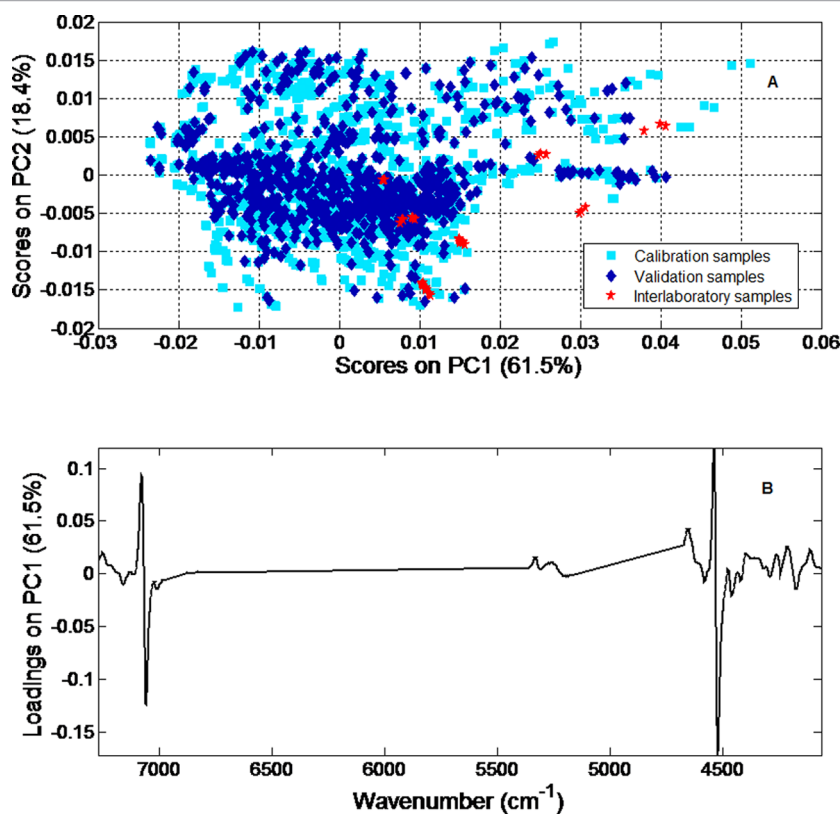 0.02
0.015
0.01
0.005
0
-0.005
-0.01
-0.015
-0.02
Scores on PC2 (18.4%)
A
Calibration samples
Validation samples
Interlaboratory samples
-0.03 -0.02 -0.01 0 0.01 0.02 0.03 0.04 0.05 0.06
Scores on PC1 (61.5%)
0.1
0.05
0
-0.05
-0.1
-0.15
Loadings on PC1 (61.5%)
B
7000 6500 6000 5500 5000 4500
Wavenumber (cm⁻¹)